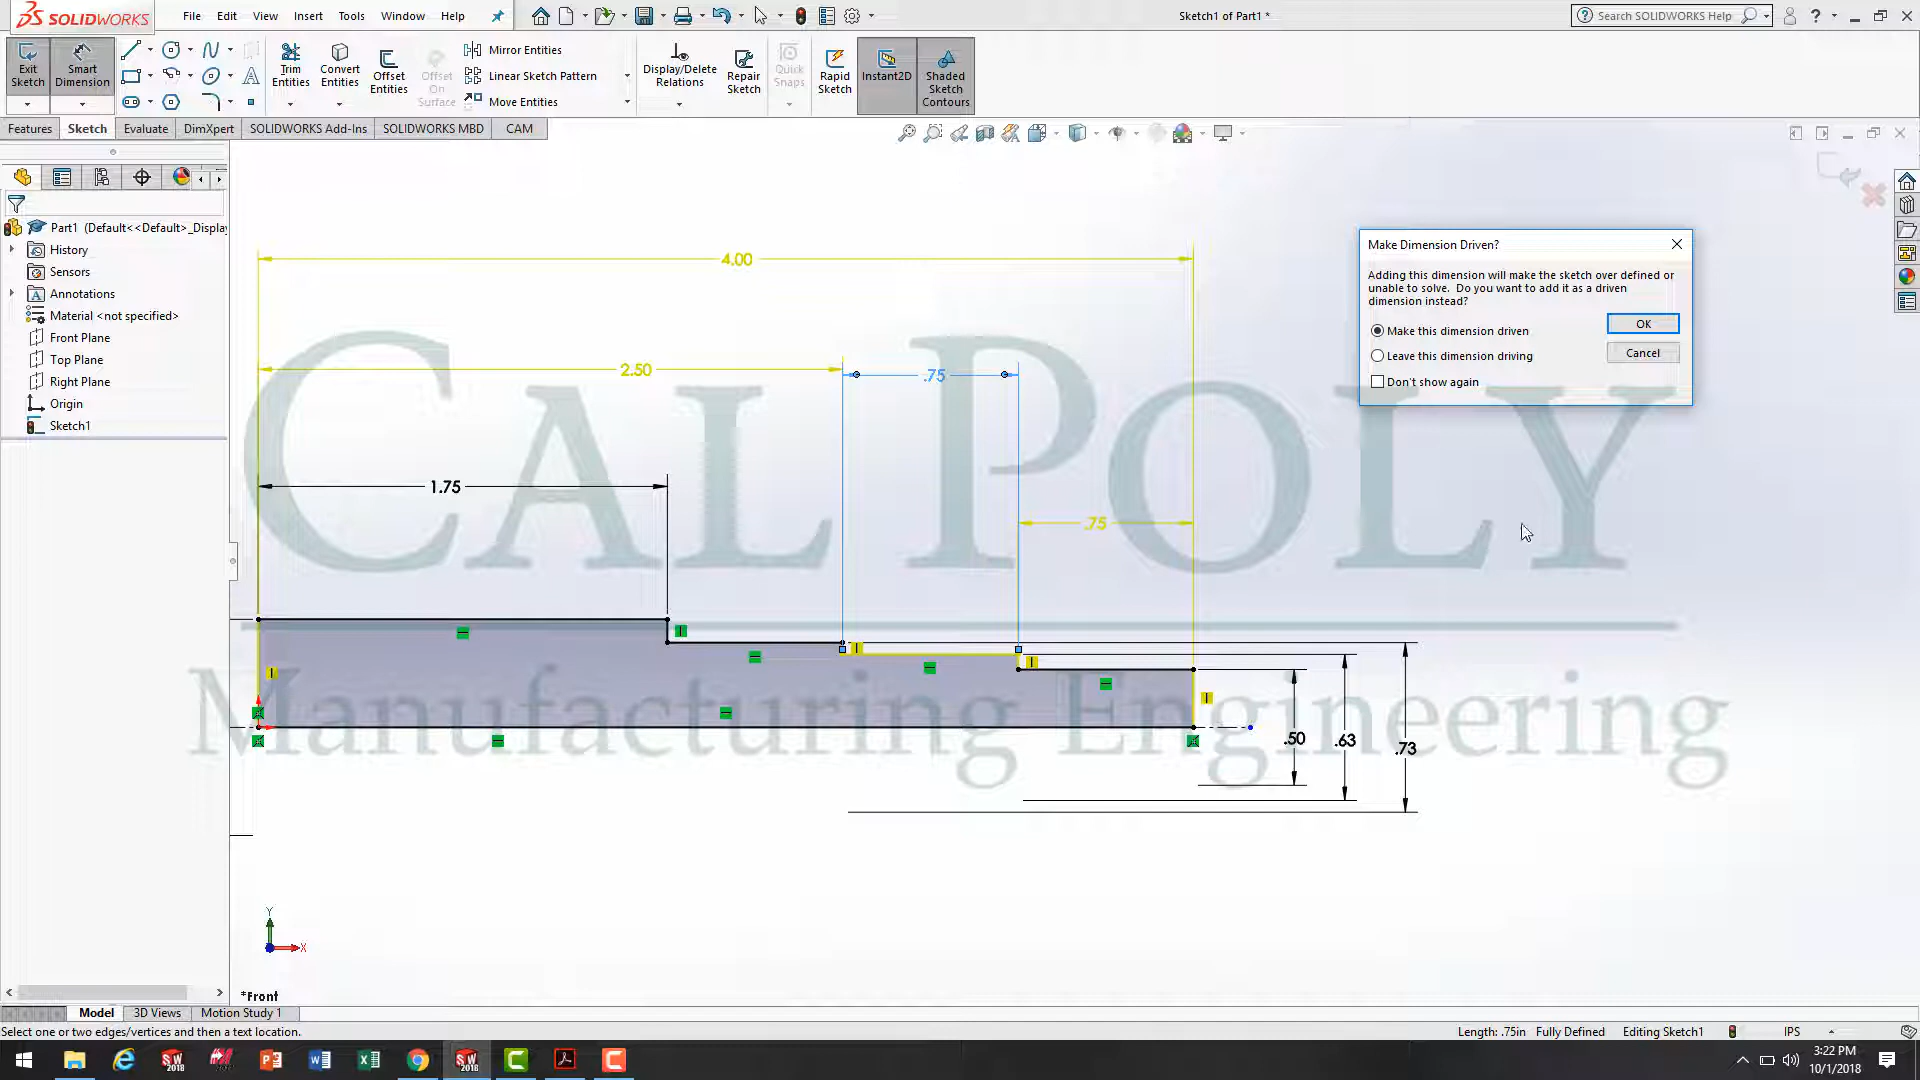 SOLIDWORKS
File Edit View Insert Tools Window Help
Sketch1 of Part1 *
Search SOLIDWORKS Help
Exit Sketch
Smart Dimension
Trim Entities
Convert Entities
Offset Entities
Offset On Surface
Mirror Entities
Linear Sketch Pattern
Move Entities
Display/Delete Relations
Repair Sketch
Quick Snaps
Rapid Sketch
Instant2D
Shaded Sketch Contours
Features Sketch Evaluate DimXpert SOLIDWORKS Add-Ins SOLIDWORKS MBD CAM
Part1 (Default<<Default>_Displa
History
Sensors
Annotations
Material <not specified>
Front Plane
Top Plane
Right Plane
Origin
Sketch1
4.00
2.50
.75
1.75
.75
.50
.63
.73
CAL POLY
Manufacturing Engineering
Make Dimension Driven?
Adding this dimension will make the sketch over defined or
unable to solve. Do you want to add it as a driven
dimension instead?
Make this dimension driven
Leave this dimension driving
Don't show again
OK
Cancel
Y
X
*Front
Model 3D Views Motion Study 1
Select one or two edges/vertices and then a text location.
Length: .75in Fully Defined Editing Sketch1 IPS
3:22 PM
10/1/2018